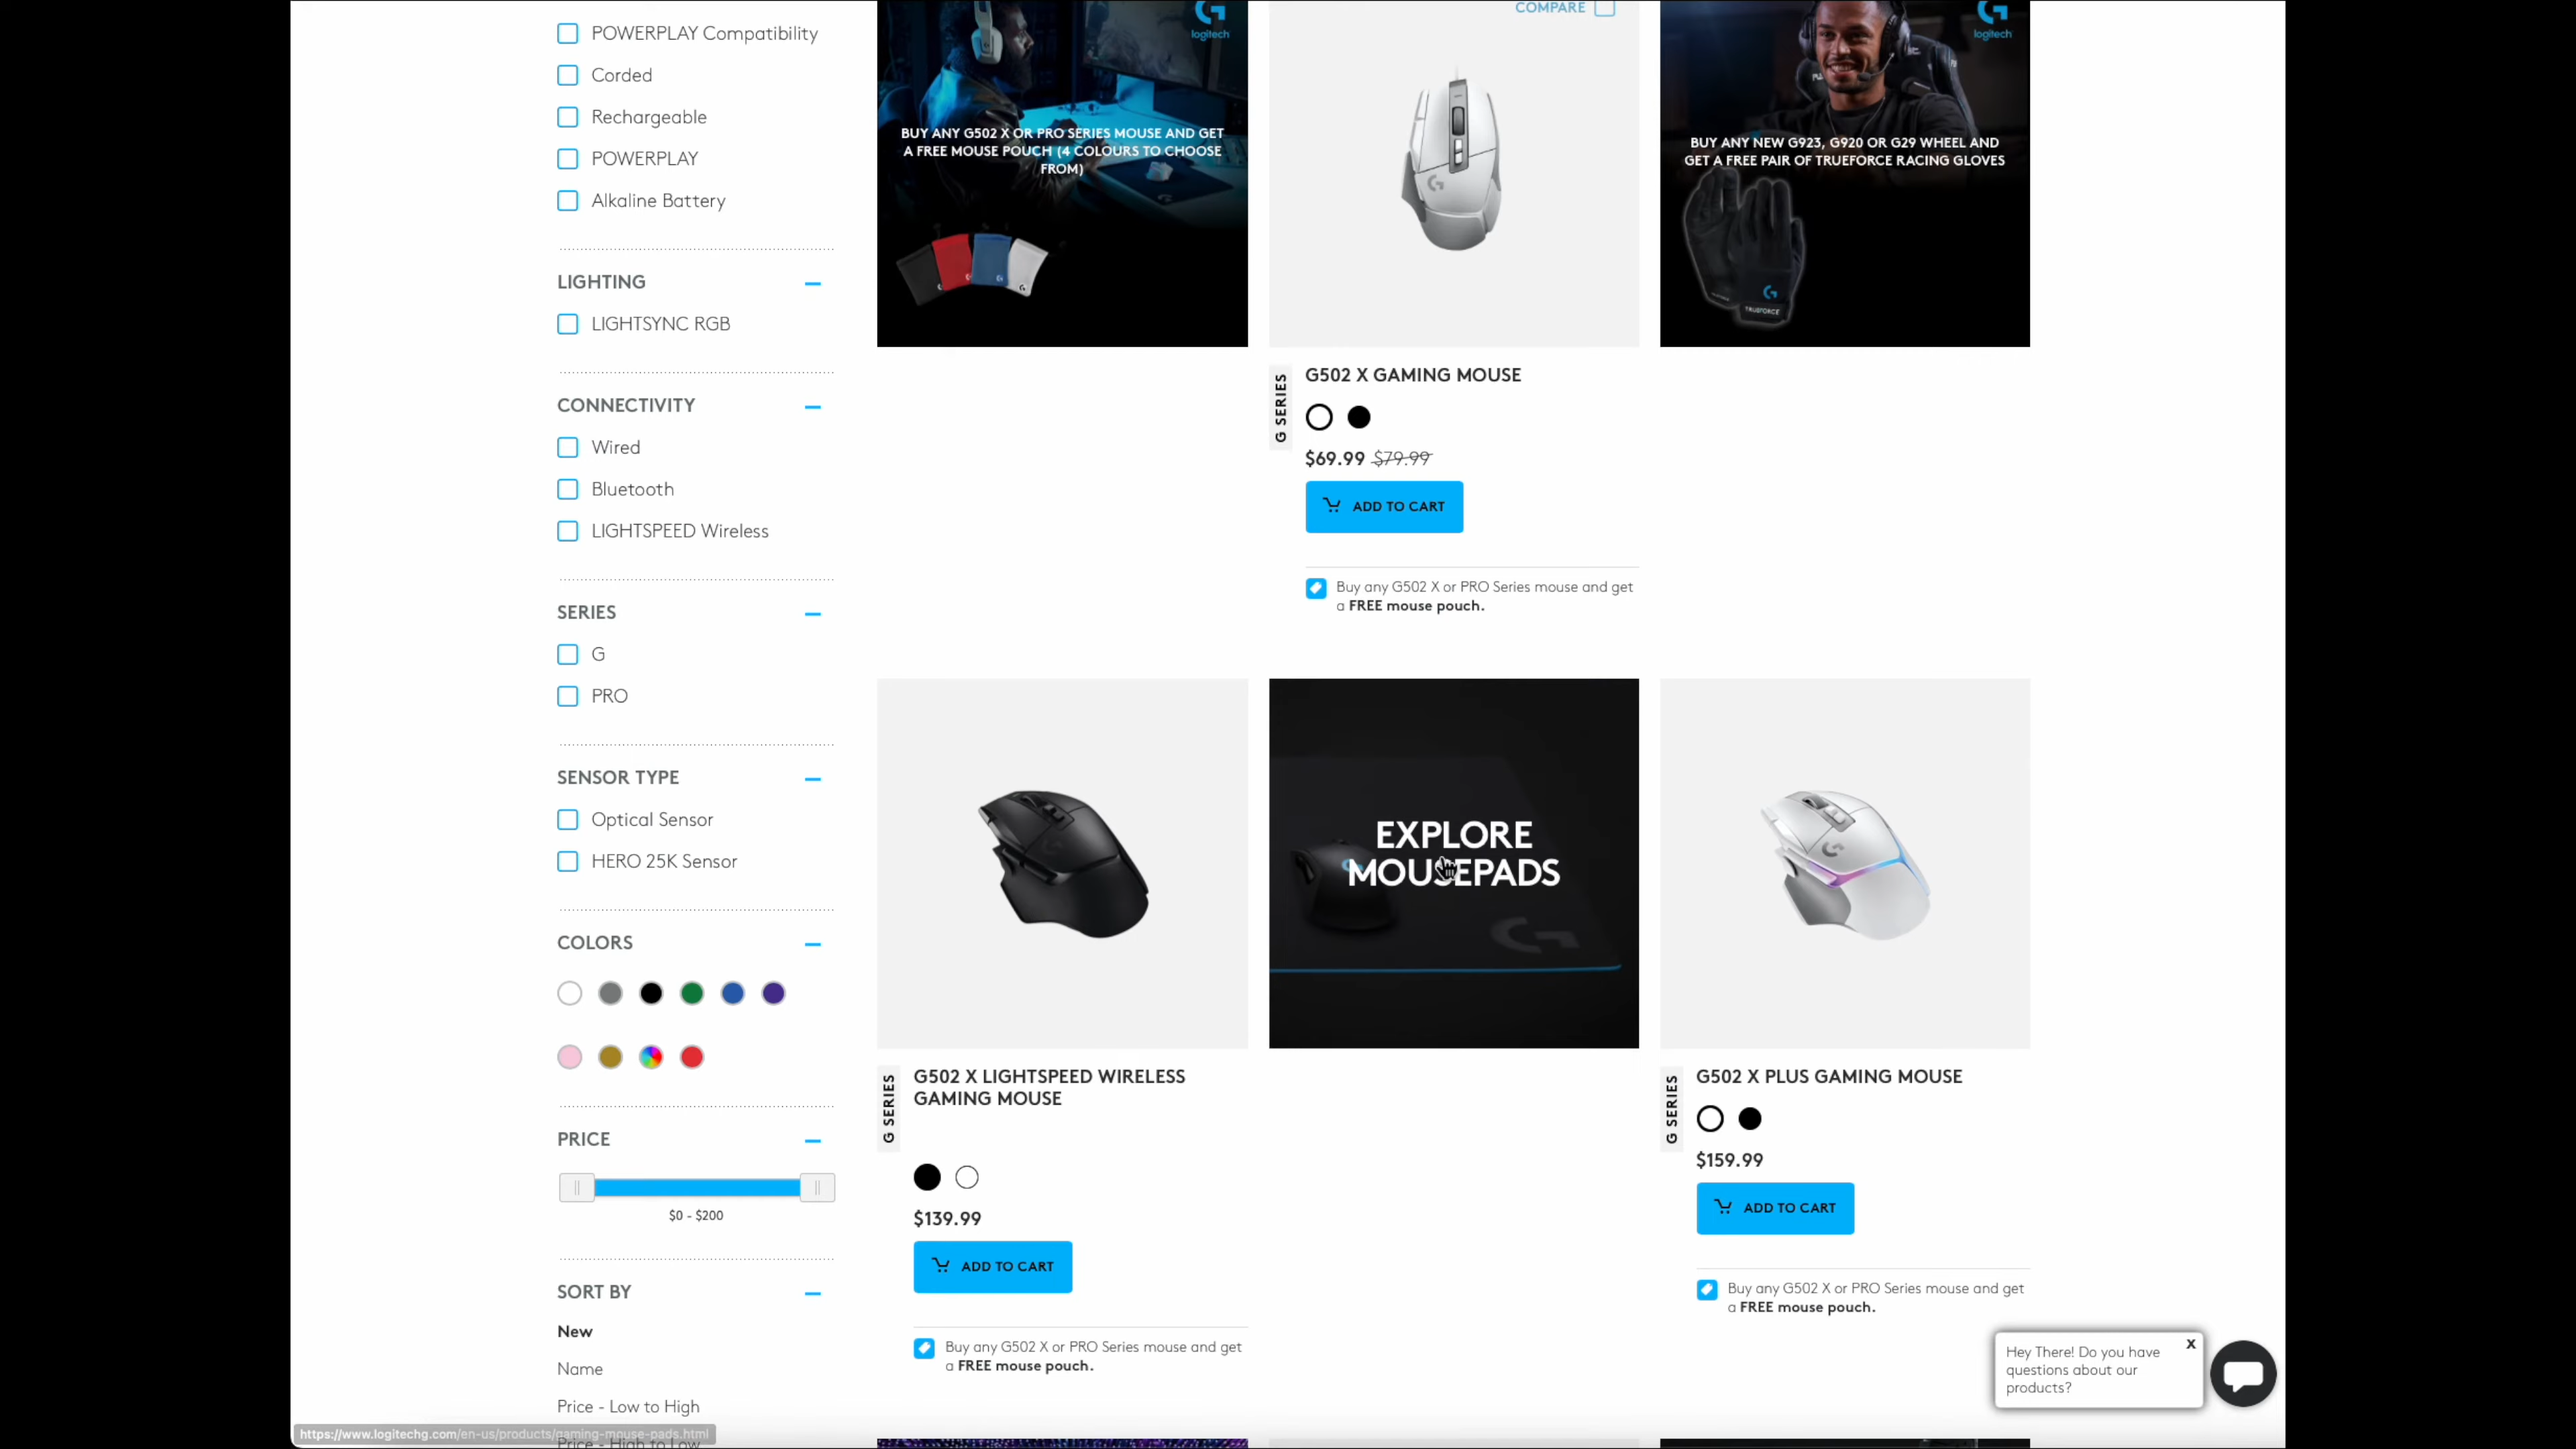 POWERPLAY Compatibility
Corded
Rechargeable
POWERPLAY
Alkaline Battery
LIGHTING
LIGHTSYNC RGB
CONNECTIVITY
Wired
Bluetooth
LIGHTSPEED Wireless
SERIES
G
PRO
SENSOR TYPE
Optical Sensor
HERO 25K Sensor
COLORS
PRICE
$0 - $200
SORT BY
New
Name
Price - Low to High
Price - High to Low
https://www.logitechg.com/en-us/products/gaming-mouse-pads.html
logitech
BUY ANY G502 X OR PRO SERIES MOUSE AND GET
A FREE MOUSE POUCH (4 COLOURS TO CHOOSE
FROM)
COMPARE
G SERIES
G502 X GAMING MOUSE
$69.99 $79.99
ADD TO CART
Buy any G502 X or PRO Series mouse and get
a FREE mouse pouch.
logitech
BUY ANY NEW G923, G920 OR G29 WHEEL AND
GET A FREE PAIR OF TRUEFORCE RACING GLOVES
TRUEFORCE
G SERIES
G502 X LIGHTSPEED WIRELESS
GAMING MOUSE
$139.99
ADD TO CART
Buy any G502 X or PRO Series mouse and get
a FREE mouse pouch.
EXPLORE
MOUSEPADS
G SERIES
G502 X PLUS GAMING MOUSE
$159.99
ADD TO CART
Buy any G502 X or PRO Series mouse and get
a FREE mouse pouch.
Hey There! Do you have
questions about our
products?
X